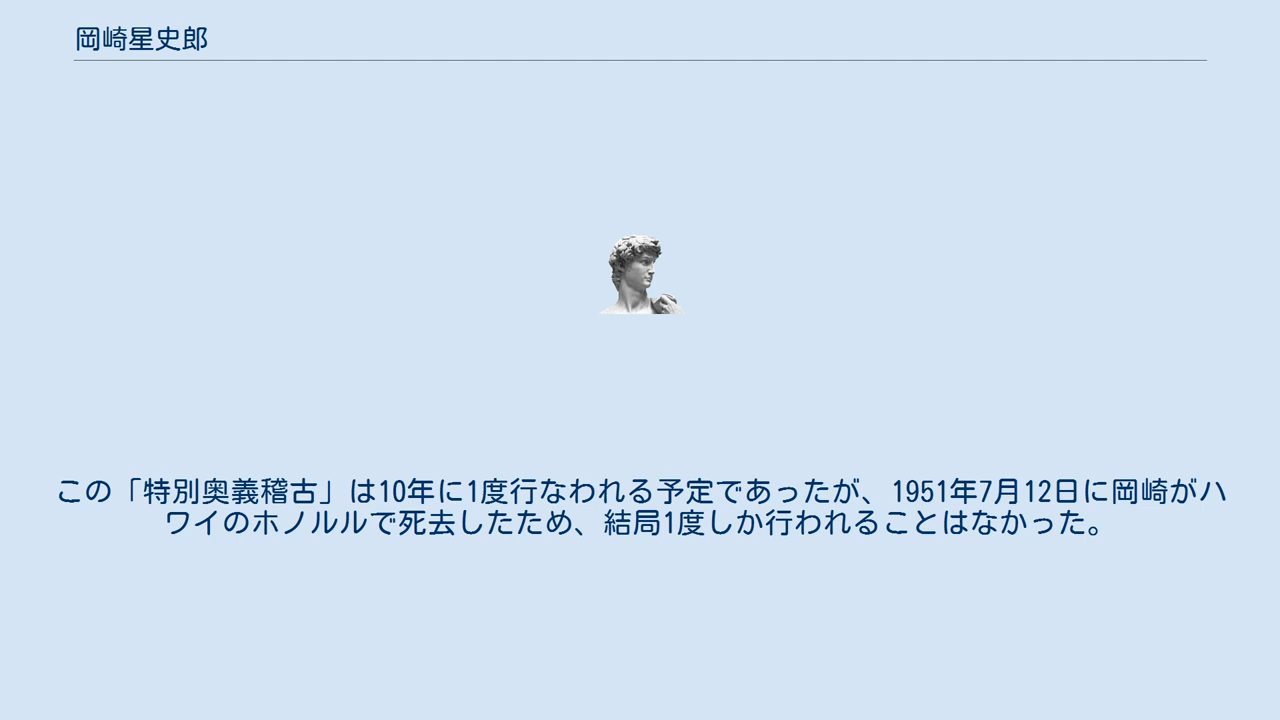 岡崎星史郎
この「特別奥義稽古」は10年に1度行なわれる予定であったが、1951年7月12日に岡崎がハ
ワイのホノルルで死去したため、結局1度しか行われることはなかった。